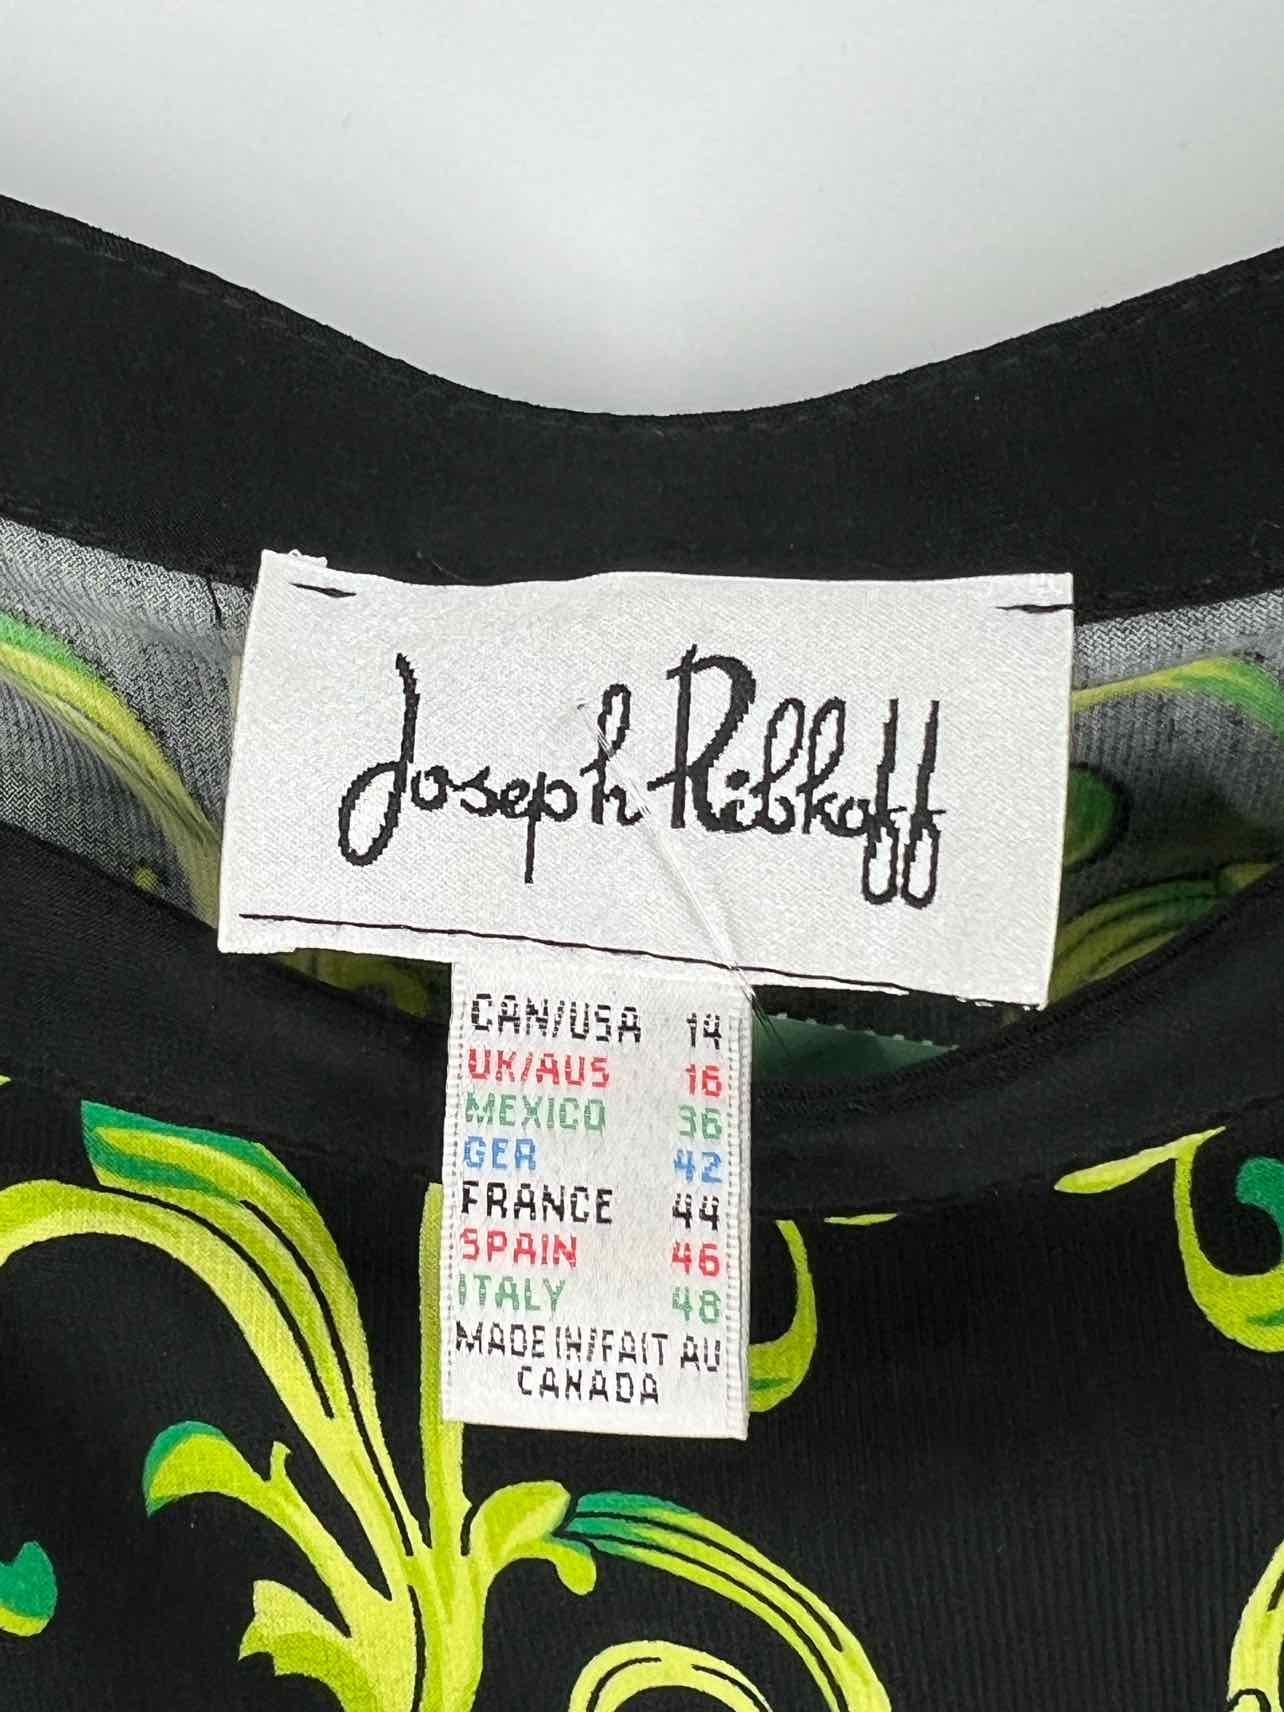 Joseph Ribkoff
CAN/USA 14
UK/AUS 16
MEXICO 36
GER 42
FRANCE 44
SPAIN 46
ITALY 48
MADE IN/FAIT AU
CANADA